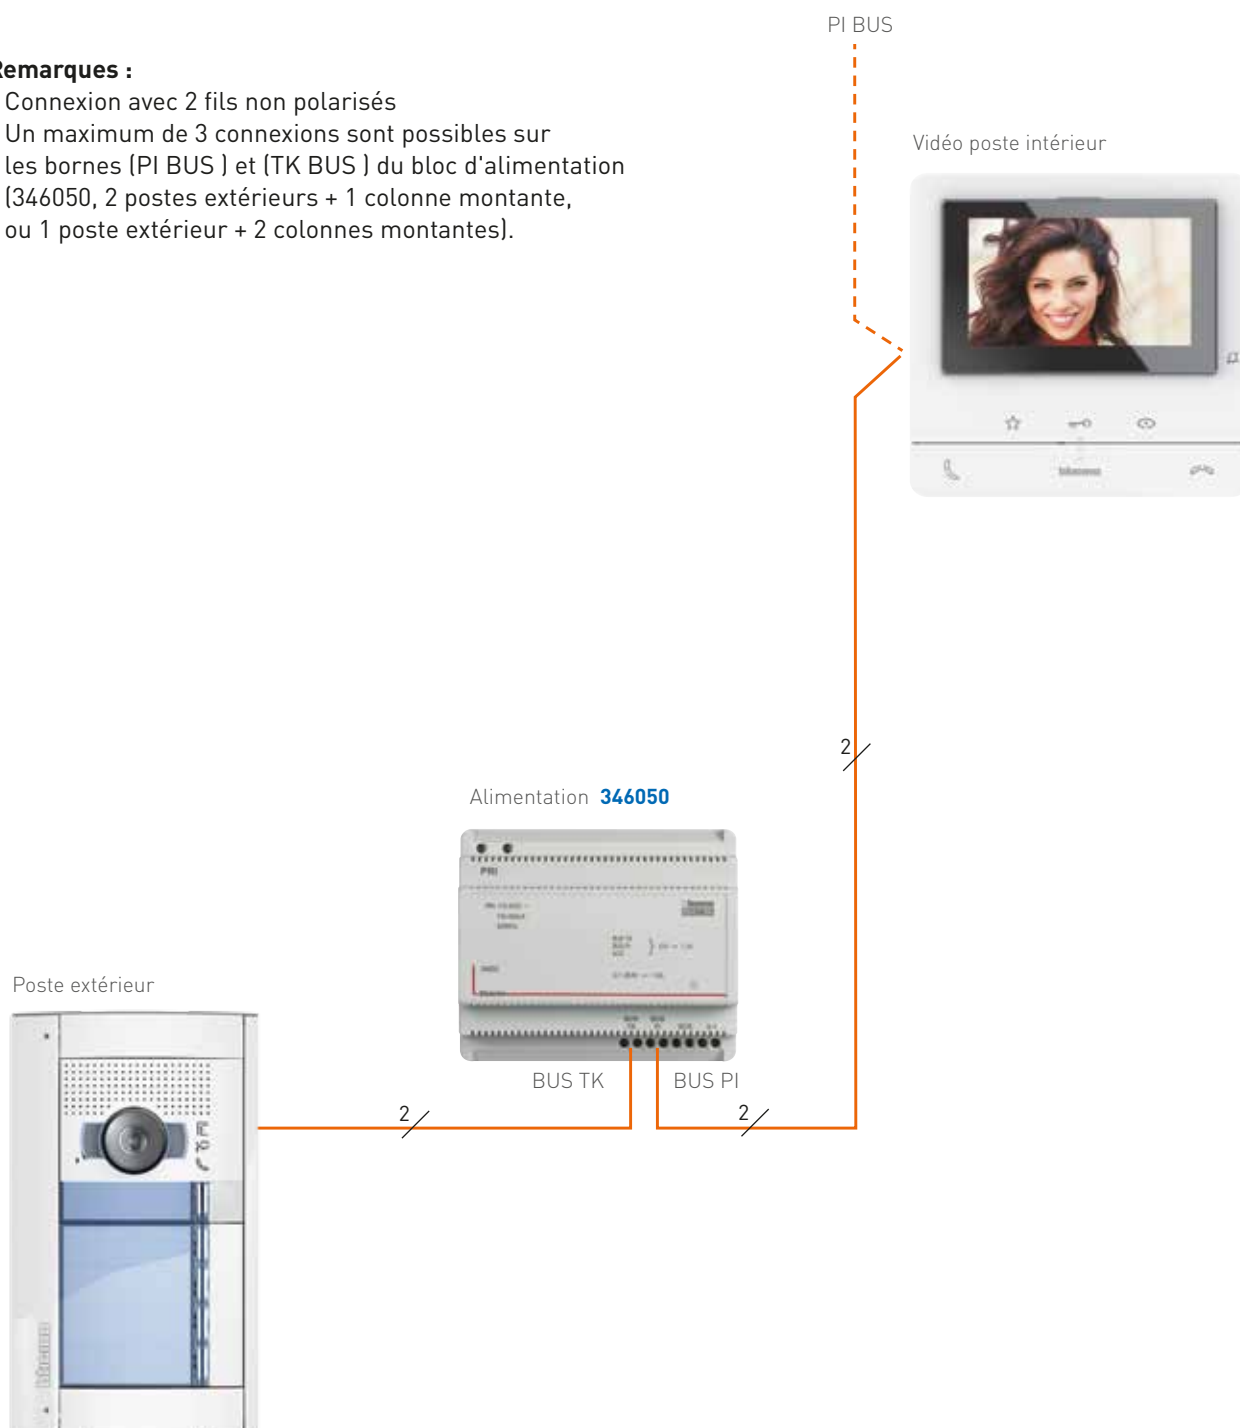 PI BUS
Remarques :
Connexion avec 2 fils non polarisés
Un maximum de 3 connexions sont possibles sur
les bornes (PI BUS ) et (TK BUS ) du bloc d'alimentation
(346050, 2 postes extérieurs + 1 colonne montante,
ou 1 poste extérieur + 2 colonnes montantes).
Vidéo poste intérieur
2
Alimentation 346050
PRI
Poste extérieur
BUS TK
BUS PI
2
2